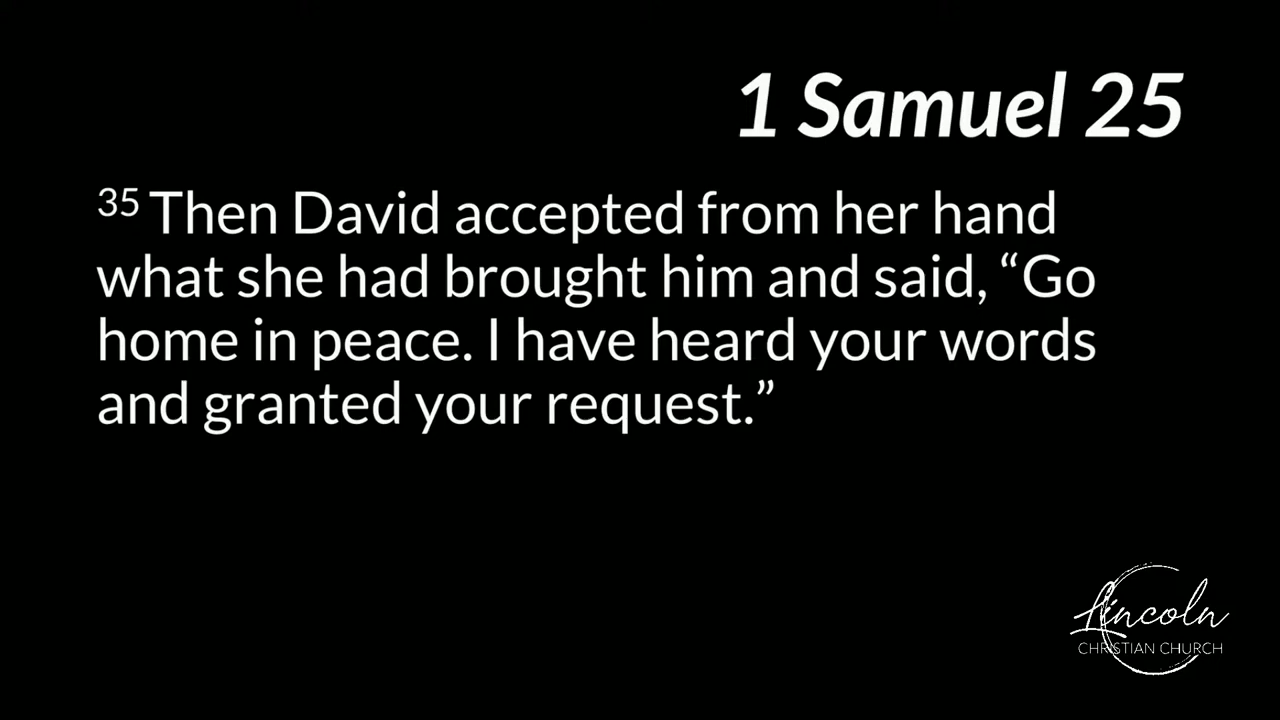 1 Samuel 25
35 Then David accepted from her hand
what she had brought him and said, “Go
home in peace. I have heard your words
and granted your request.”
Lincoln
CHRISTIAN CHURCH